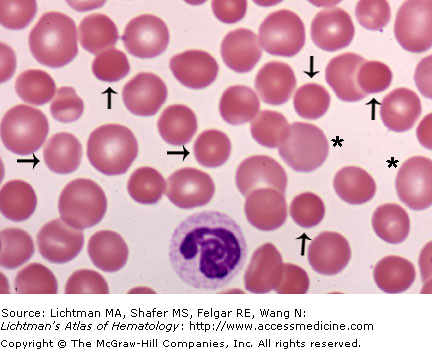 *
*
Source: Lichtman MA, Shafer MS, Felgar RE, Wang N:
Lichtman's Atlas of Hematology: http://www.accessmedicine.com
Copyright © The McGraw-Hill Companies, Inc. All rights reserved.